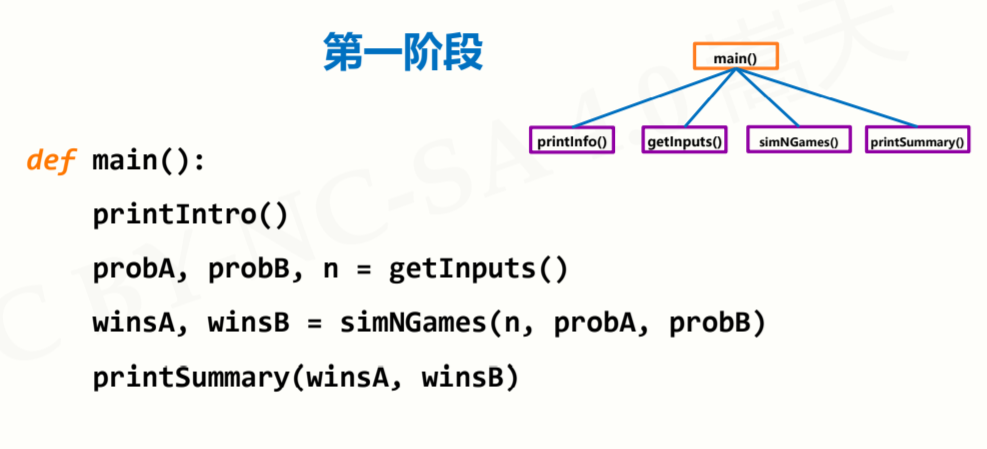 第一阶段
main()
printInfo()
getInputs()
simNGames()
printSummary()
def main():
printIntro()
probA, probB, n = getInputs()
winsA, winsB = simNGames(n, probA, probB)
printSummary(winsA, winsB)
C BY NC-SA 4.0 嵩天